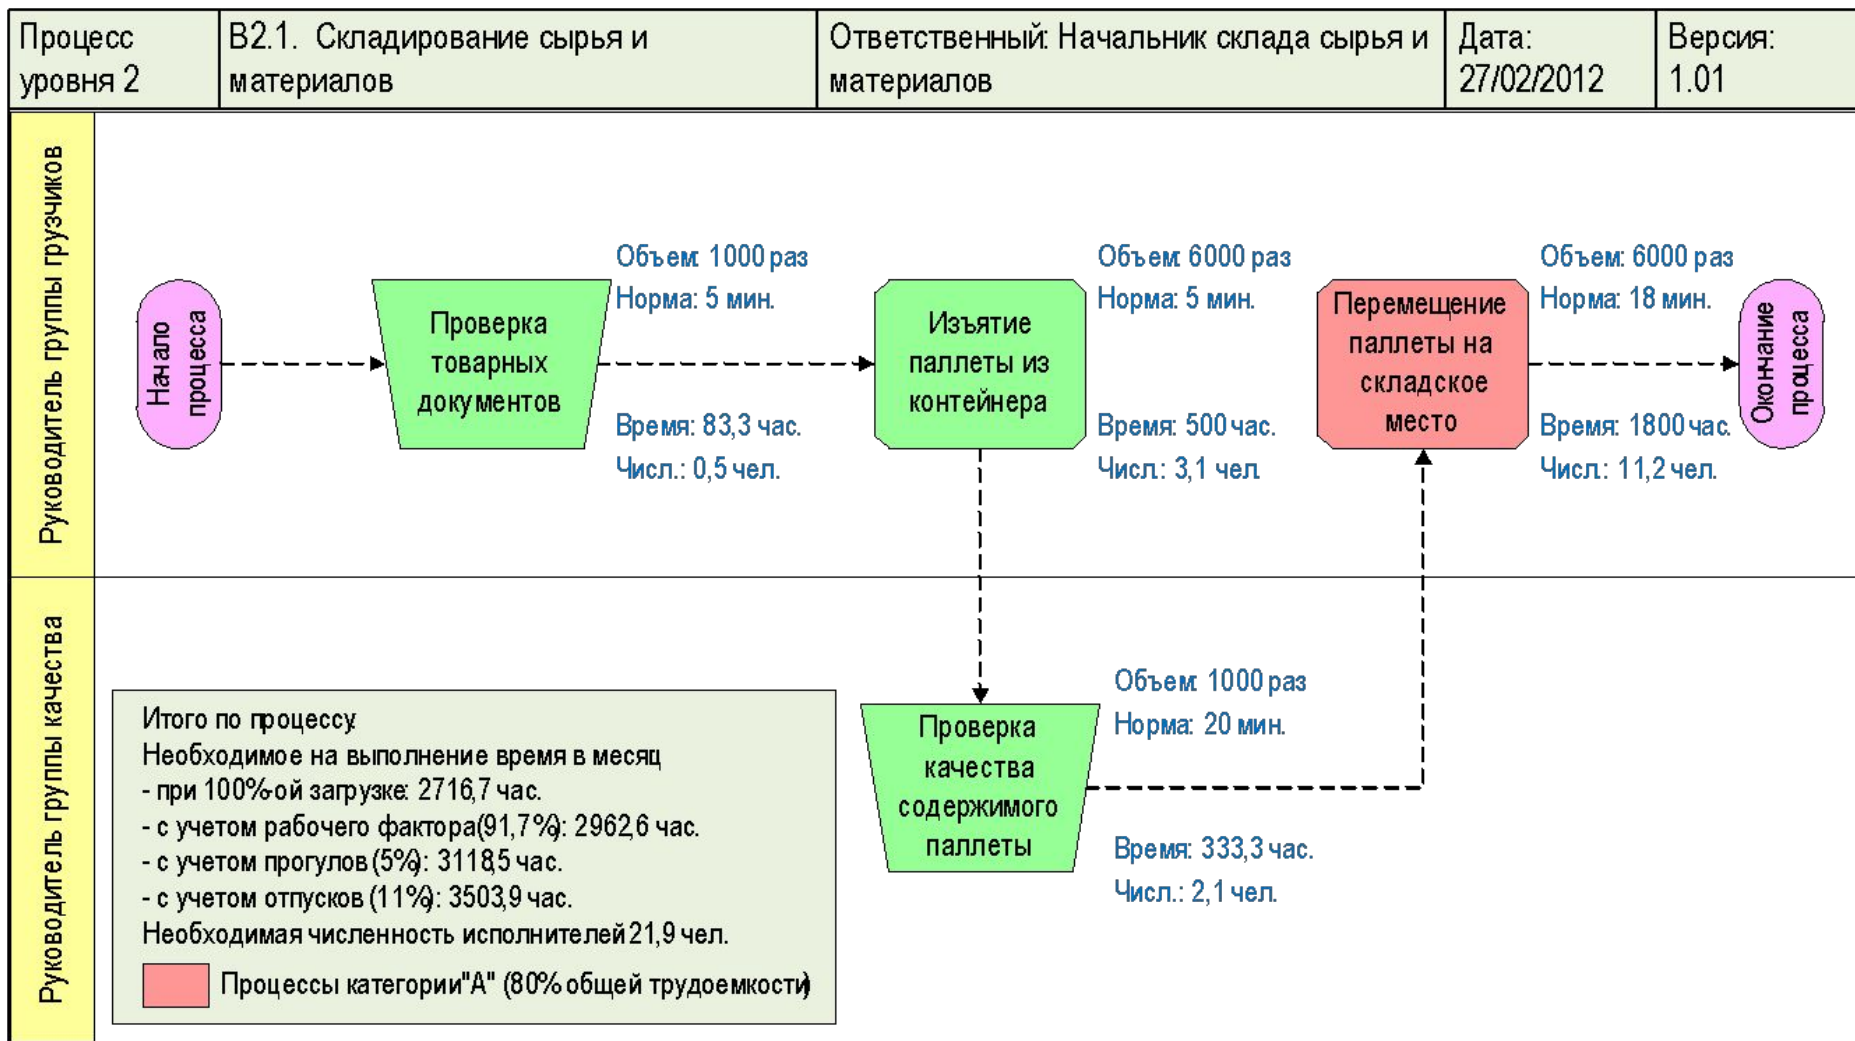 Процесс
уровня 2
В2.1. Складирование сырья и
материалов
Ответственный: Начальник склада сырья и
материалов
Дата:
27/02/2012
Версия:
1.01
Руководитель группы грузчиков
Начало
процесса
Проверка
товарных
документов
Объем: 1000 раз
Норма: 5 мин.
Время: 83,3 час.
Числ.: 0,5 чел.
Изъятие
паллеты из
контейнера
Объем: 6000 раз
Норма: 5 мин.
Время: 500 час.
Числ.: 3,1 чел.
Перемещение
паллеты на
складское
место
Объем: 6000 раз
Норма: 18 мин.
Время: 1800 час.
Числ.: 11,2 чел.
Окончание
процесса
Руководитель группы качества
Проверка
качества
содержимого
паллеты
Объем: 1000 раз
Норма: 20 мин.
Время: 333,3 час.
Числ.: 2,1 чел.
Итого по процессу:
Необходимое на выполнение время в месяц
- при 100%-ой загрузке: 2716,7 час.
- с учетом рабочего фактора (91,7%): 2962,6 час.
- с учетом прогулов (5%): 3118,5 час.
- с учетом отпусков (11%): 3503,9 час.
Необходимая численность исполнителей 21,9 чел.
Процессы категории "А" (80% общей трудоемкости)